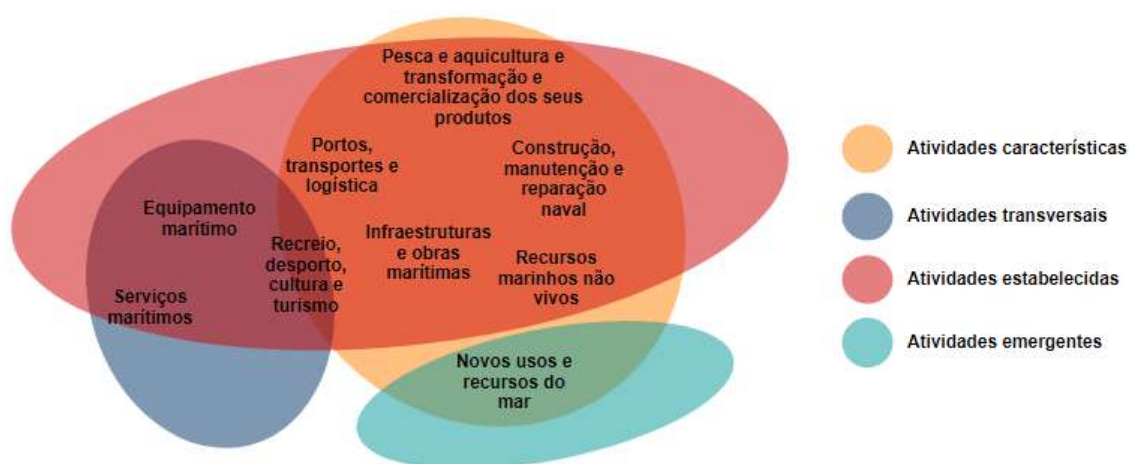 Pesca e aquicultura e
transformação e
comercialização dos seus
produtos
Portos,
transportes e
logística
Construção,
manutenção e
reparação
naval
Equipamento
marítimo
Recreio,
desporto,
cultura e
turismo
Infraestruturas
e obras
marítimas
Recursos
marinhos não
vivos
Serviços
marítimos
Novos usos e
recursos do
mar
Atividades características
Atividades transversais
Atividades estabelecidas
Atividades emergentes